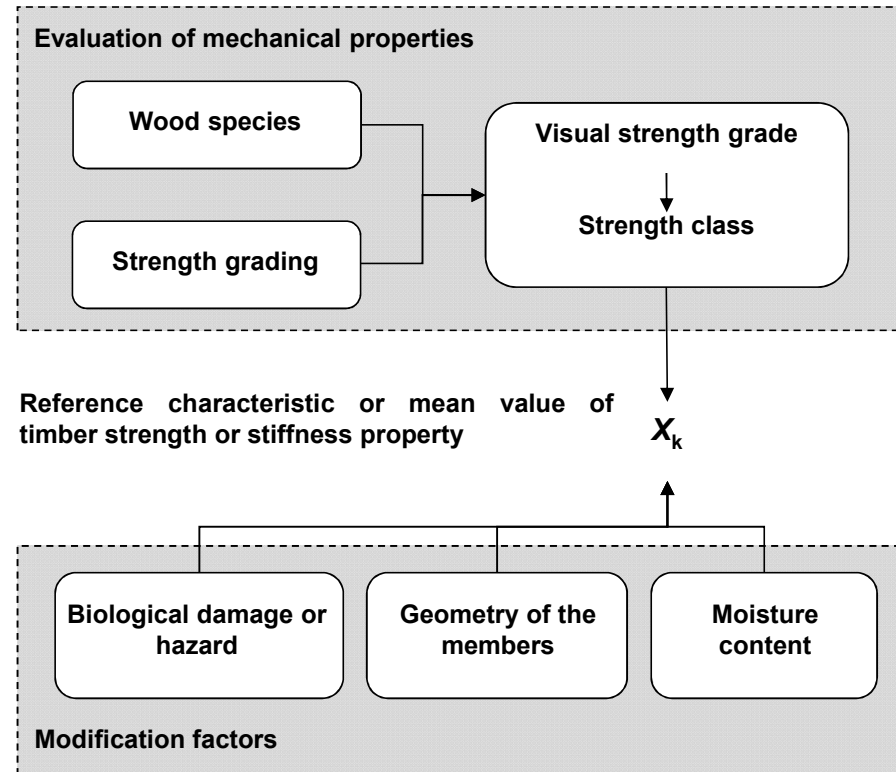 Evaluation of mechanical properties
Wood species
Strength grading
Visual strength grade
Strength class
Reference characteristic or mean value of
timber strength or stiffness property
Xk
Biological damage or
hazard
Geometry of the
members
Moisture
content
Modification factors